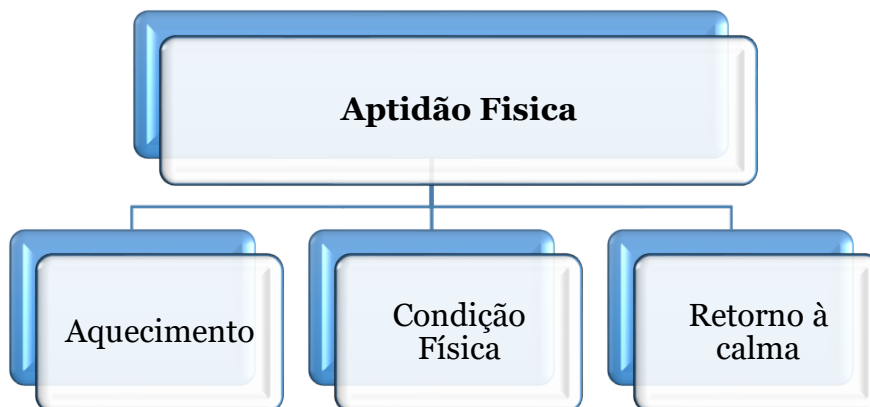 Aptidão Fisica
Aquecimento
Condição
Física
Retorno à
calma